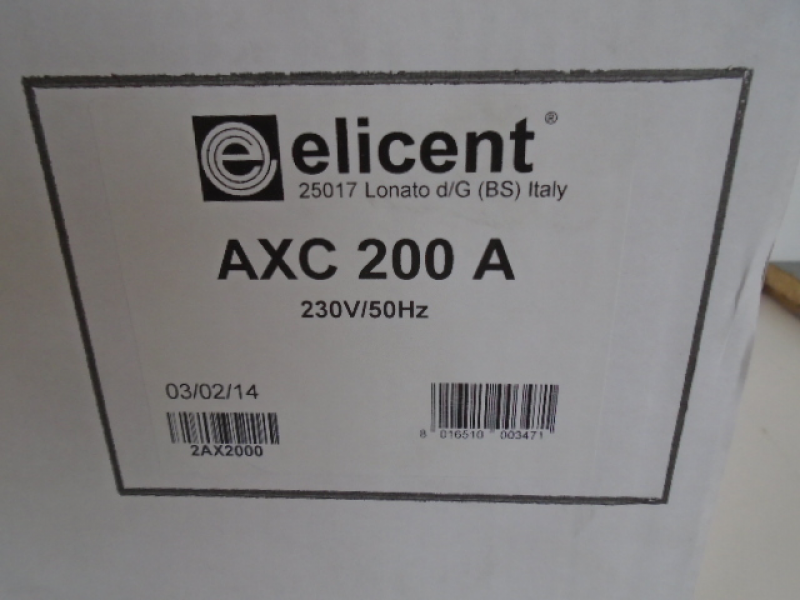 e elicent®
25017 Lonato d/G (BS) Italy
AXC 200 A
230V/50Hz
03/02/14
2AX2000
8 016510 003471